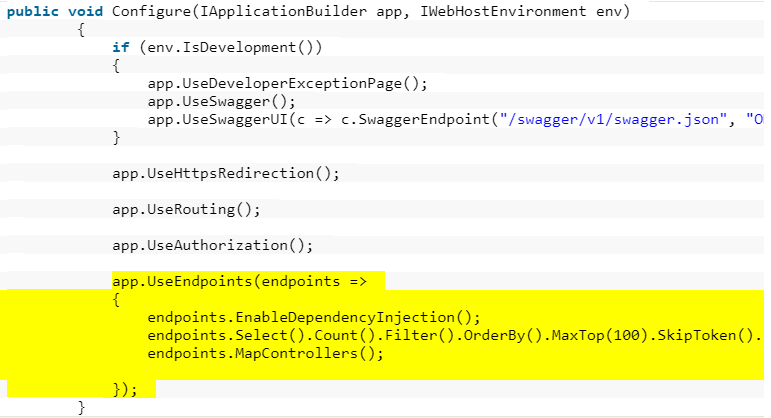 public void Configure(IApplicationBuilder app, IWebHostEnvironment env)
{
if (env.IsDevelopment())
{
app.UseDeveloperExceptionPage();
app.UseSwagger();
app.UseSwaggerUI(c => c.SwaggerEndpoint("/swagger/v1/swagger.json", "O
}
app.UseHttpsRedirection();
app.UseRouting();
app.UseAuthorization();
app.UseEndpoints(endpoints =>
{
endpoints.EnableDependencyInjection();
endpoints.Select().Count().Filter().OrderBy().MaxTop(100).SkipToken().
endpoints.MapControllers();
});
}